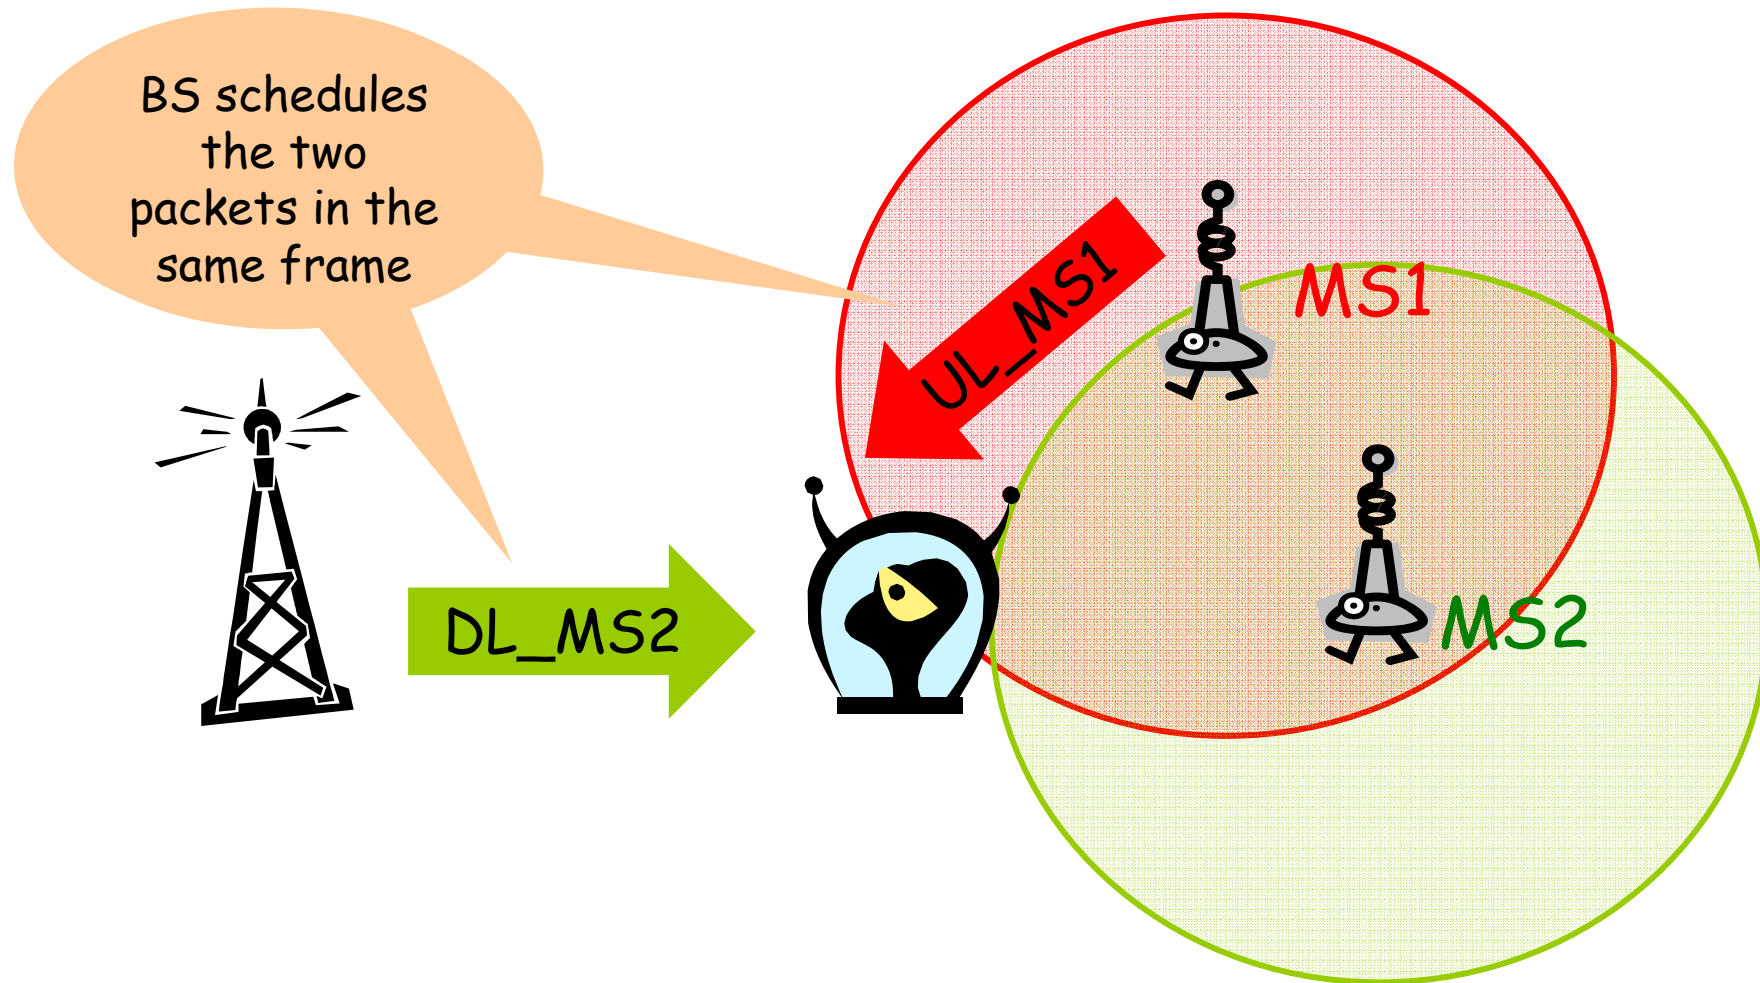 BS schedules
the two
packets in the
same frame
UL_MS1
MS1
DL_MS2
MS2